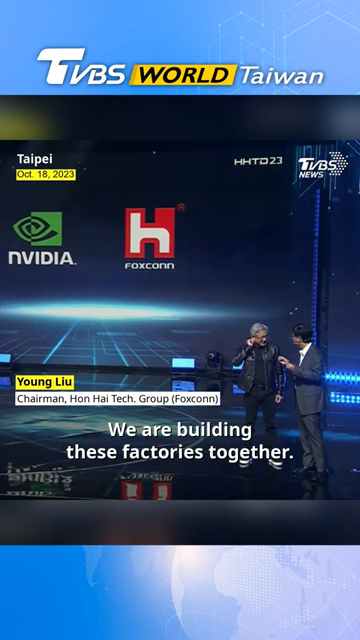 TVBS WORLD Taiwan
Taipei
Oct. 18, 2023
HHTD23
TVBS
NEWS
NVIDIA.
h®
FOXCONN
Young Liu
Chairman, Hon Hai Tech. Group (Foxconn)
We are building
these factories together.